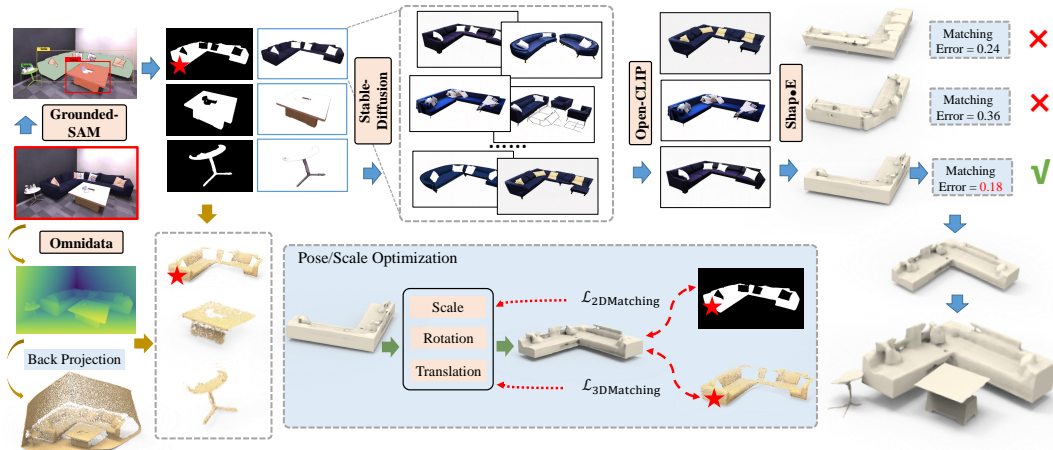 Grounded-
SAM
Omnidata
Back Projection
Stable-
Diffusion
......
Open-CLIP
Shap•E
Matching
Error = 0.24
Matching
Error = 0.36
Matching
Error = 0.18
√
Pose/Scale Optimization
Scale
Rotation
Translation
ℒ2DMatching
ℒ3DMatching